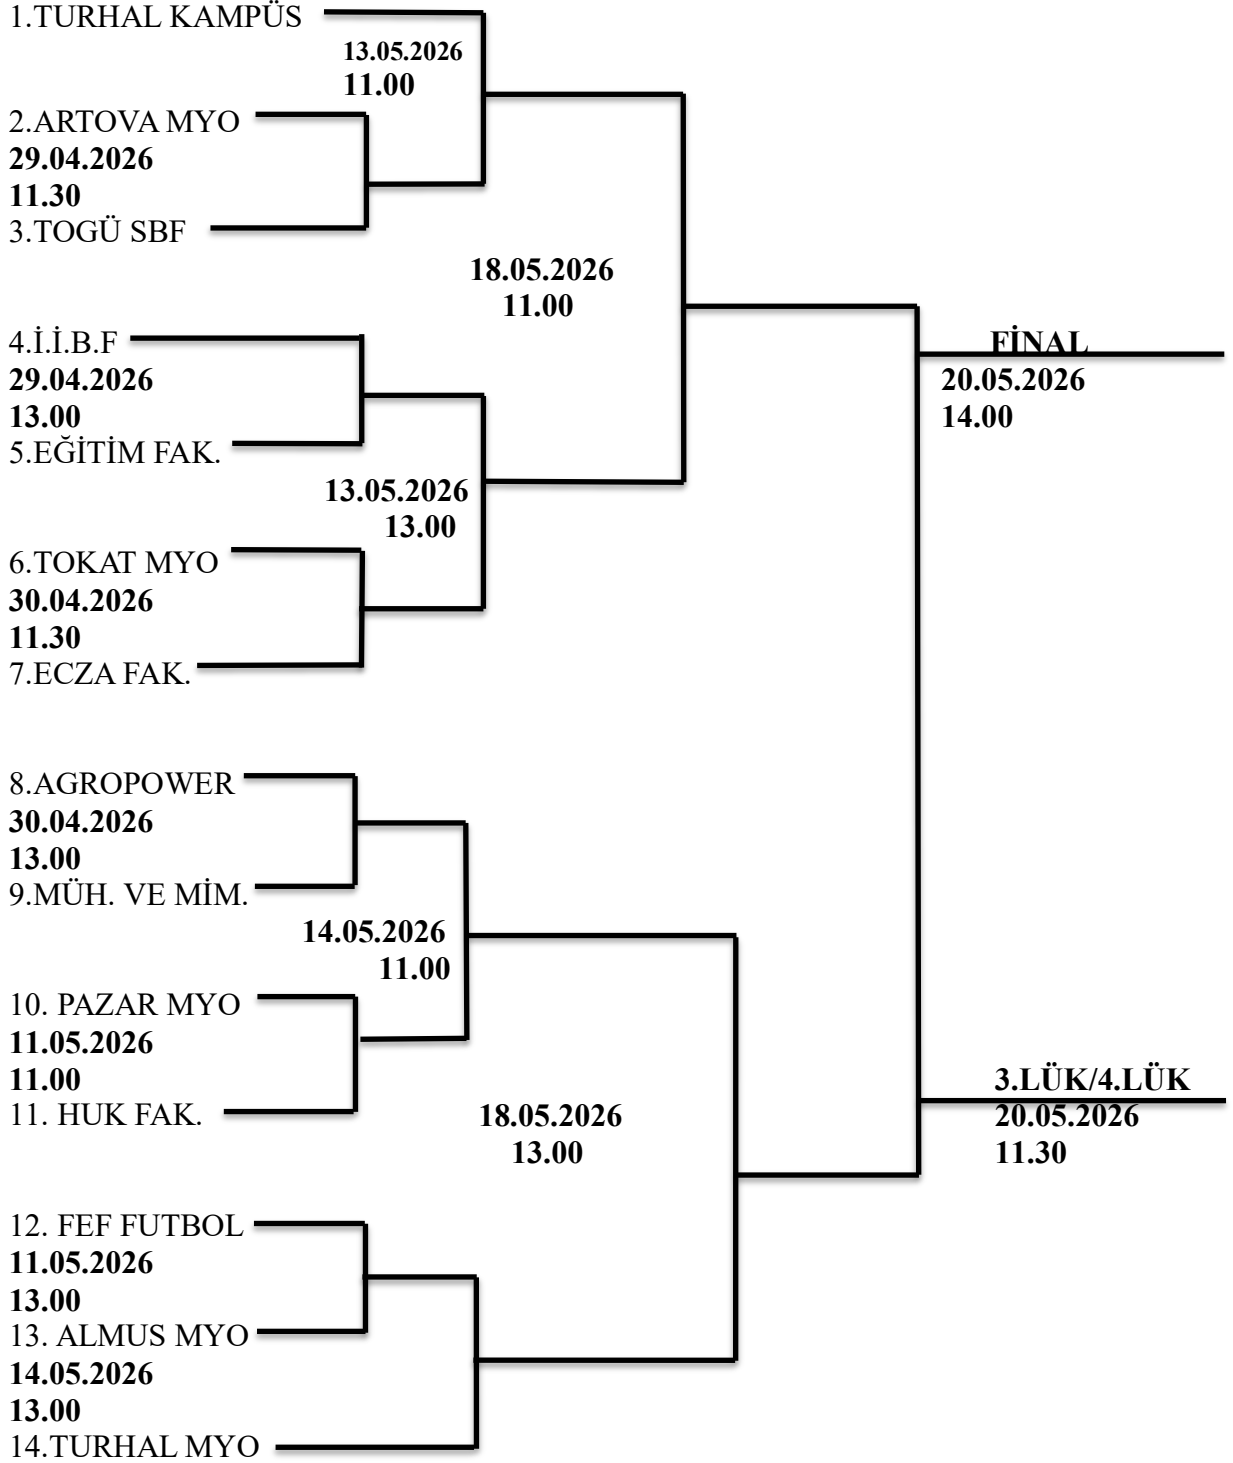 1.TURHAL KAMPÜS
13.05.2026
11.00
2.ARTOVA MYO
29.04.2026
11.30
3.TOGÜ SBF
18.05.2026
11.00
4.İ.İ.B.F
29.04.2026
13.00
5.EĞİTİM FAK.
FİNAL
20.05.2026
14.00
13.05.2026
13.00
6.TOKAT MYO
30.04.2026
11.30
7.ECZA FAK.
8.AGROPOWER
30.04.2026
13.00
9.MÜH. VE MİM.
14.05.2026
11.00
10. PAZAR MYO
11.05.2026
11.00
11. HUK FAK.
3.LÜK/4.LÜK
20.05.2026
11.30
18.05.2026
13.00
12. FEF FUTBOL
11.05.2026
13.00
13. ALMUS MYO
14.05.2026
13.00
14.TURHAL MYO